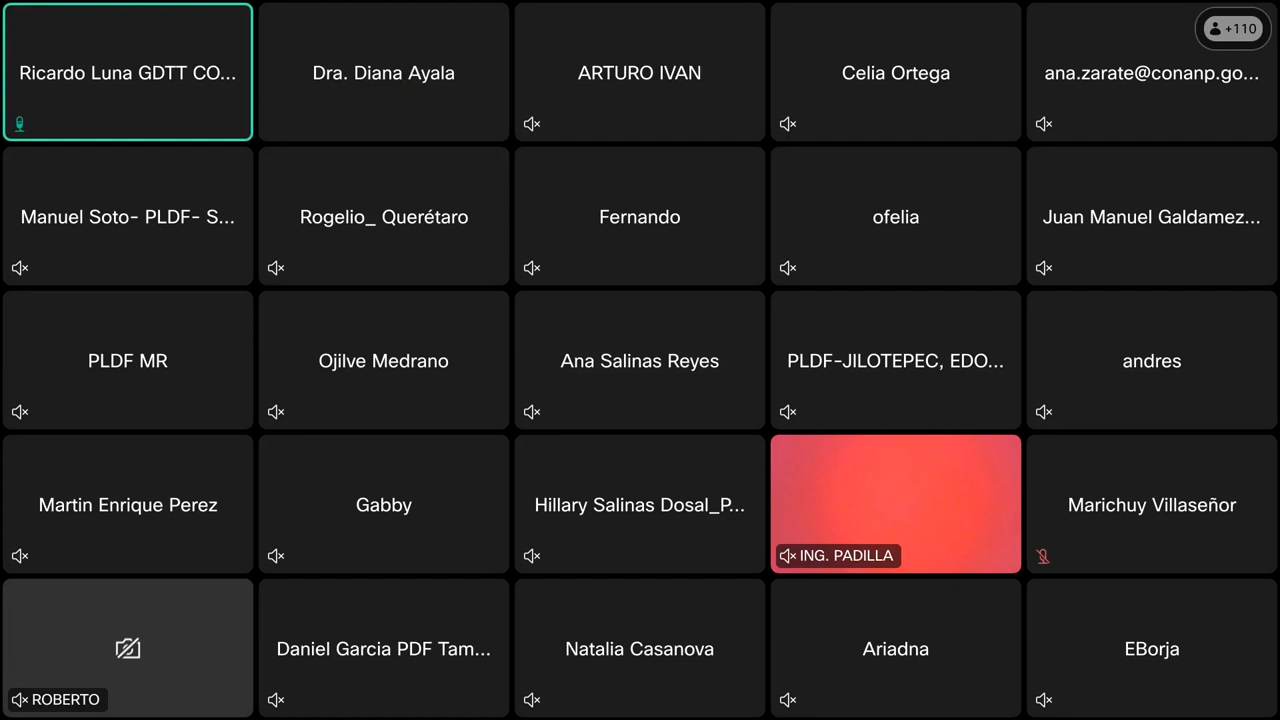 Ricardo Luna GDTT CO...
Dra. Diana Ayala
ARTURO IVAN
Celia Ortega
+110
ana.zarate@conanp.go...
Manuel Soto- PLDF- S...
Rogelio_ Querétaro
Fernando
ofelia
Juan Manuel Galdamez...
PLDF MR
Ojilve Medrano
Ana Salinas Reyes
PLDF-JILOTEPEC, EDO...
andres
Martin Enrique Perez
Gabby
Hillary Salinas Dosal_P...
ING. PADILLA
Marichuy Villaseñor
ROBERTO
Daniel Garcia PDF Tam...
Natalia Casanova
Ariadna
EBorja